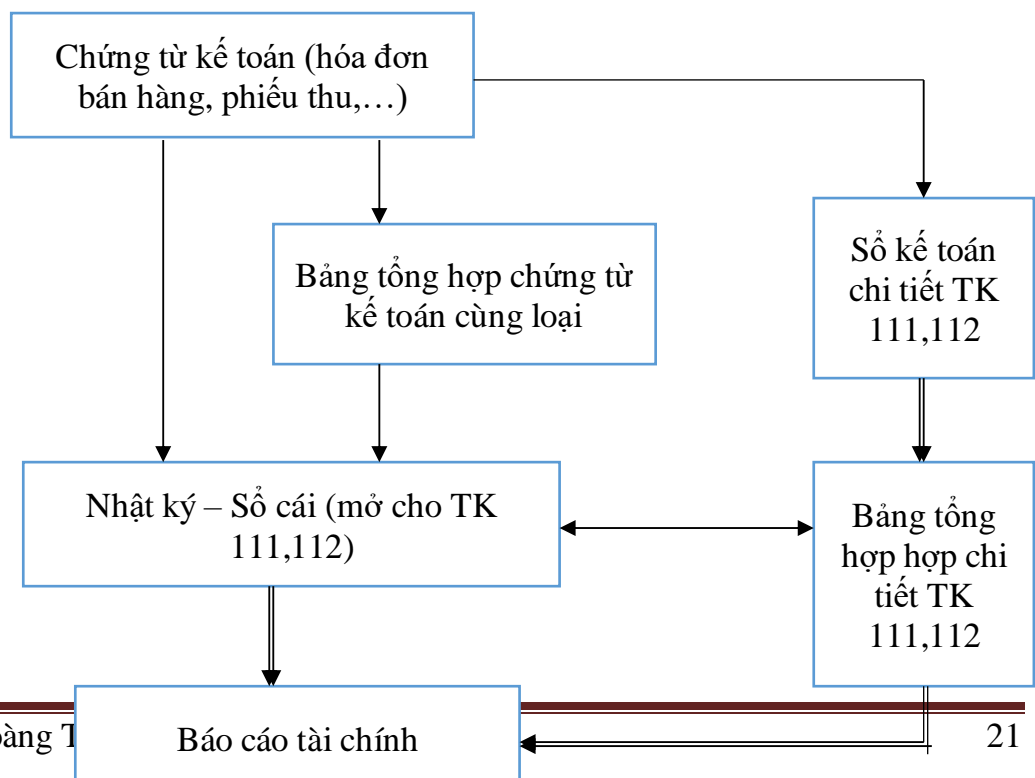 Chứng từ kế toán (hóa đơn
bán hàng, phiếu thu,…)
Bảng tổng hợp chứng từ
kế toán cùng loại
Sổ kế toán
chi tiết TK
111,112
Nhật ký – Sổ cái (mở cho TK
111,112)
Bảng tổng
hợp hợp chi
tiết TK
111,112
Báo cáo tài chính
21